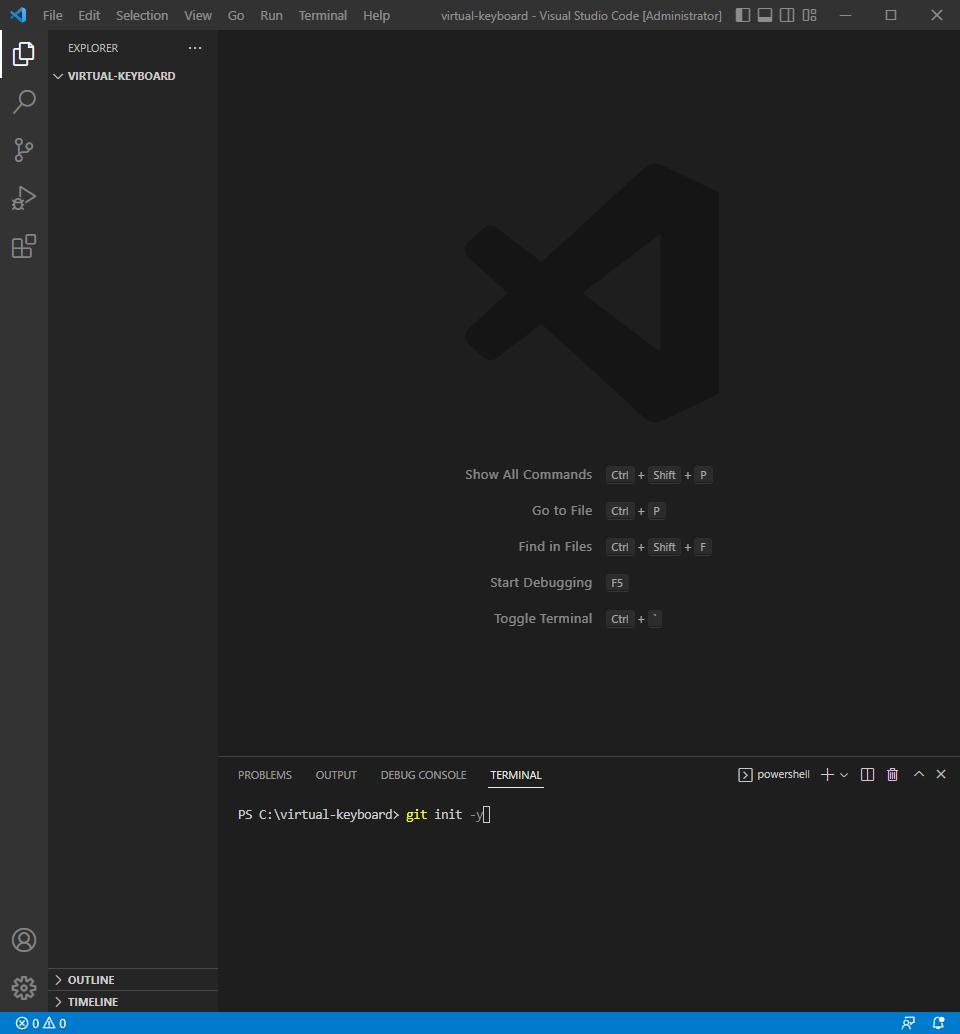 File Edit Selection View Go Run Terminal Help virtual-keyboard - Visual Studio Code [Administrator]
EXPLORER ···
VIRTUAL-KEYBOARD
Show All Commands Ctrl + Shift + P
Go to File Ctrl + P
Find in Files Ctrl + Shift + F
Start Debugging F5
Toggle Terminal Ctrl + `
PROBLEMS OUTPUT DEBUG CONSOLE TERMINAL powershell
PS C:\virtual-keyboard> git init -y
OUTLINE
TIMELINE
0 0